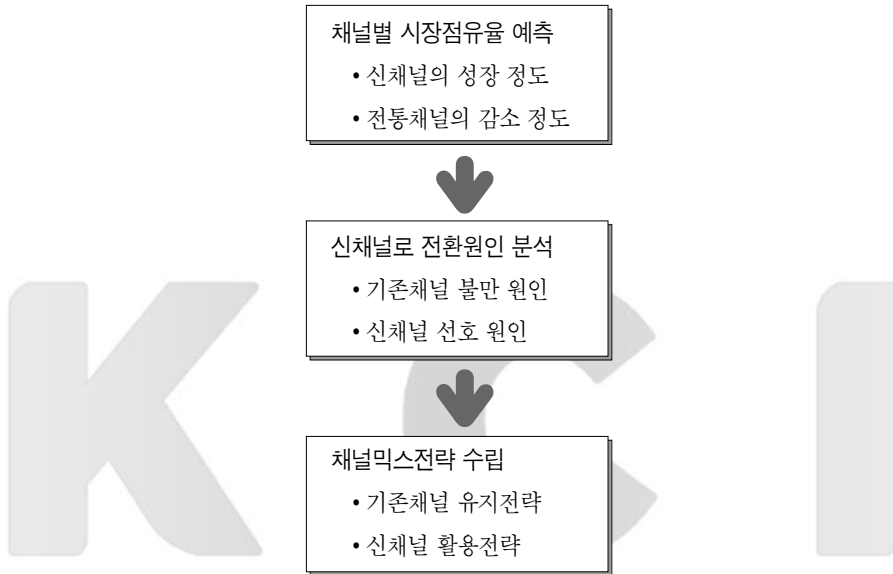 채널별 시장점유율 예측
• 신채널의 성장 정도
• 전통채널의 감소 정도
신채널로 전환원인 분석
• 기존채널 불만 원인
• 신채널 선호 원인
채널믹스전략 수립
• 기존채널 유지전략
• 신채널 활용전략
KCI